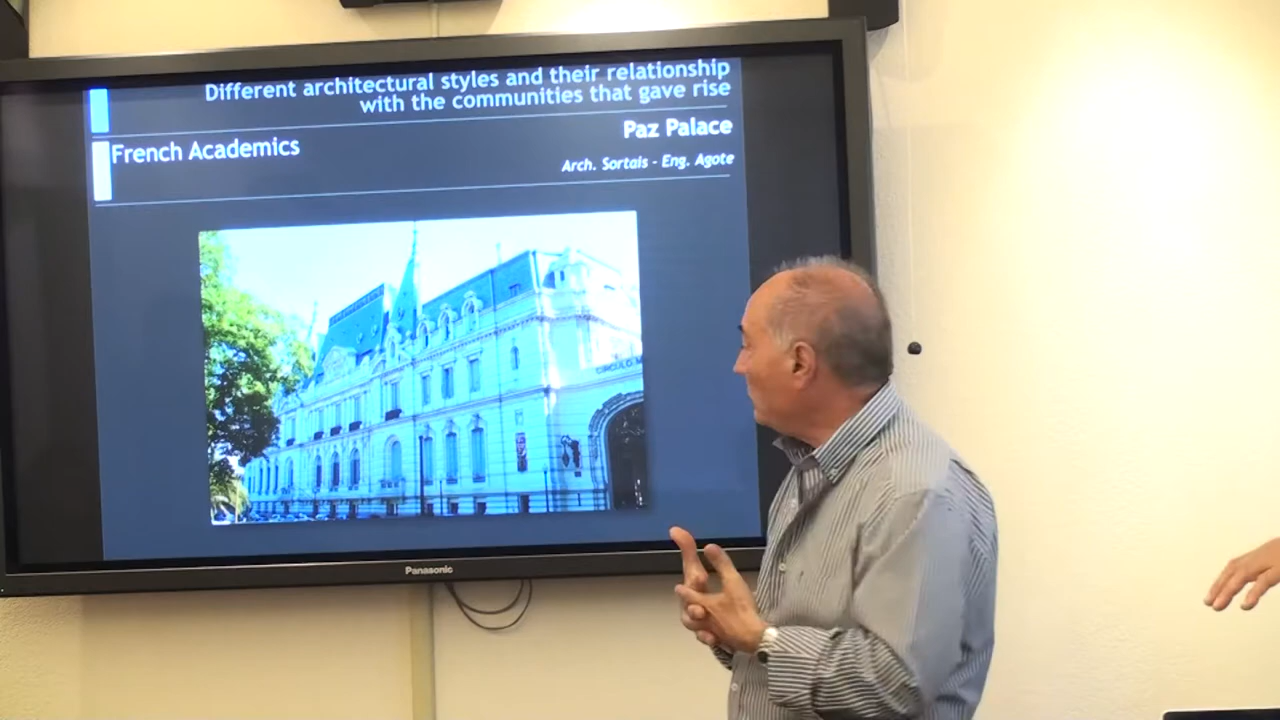 Different architectural styles and their relationship
with the communities that gave rise
Paz Palace
French Academics
Arch. Sortais - Eng. Agote
CIRCULO M
Panasonic